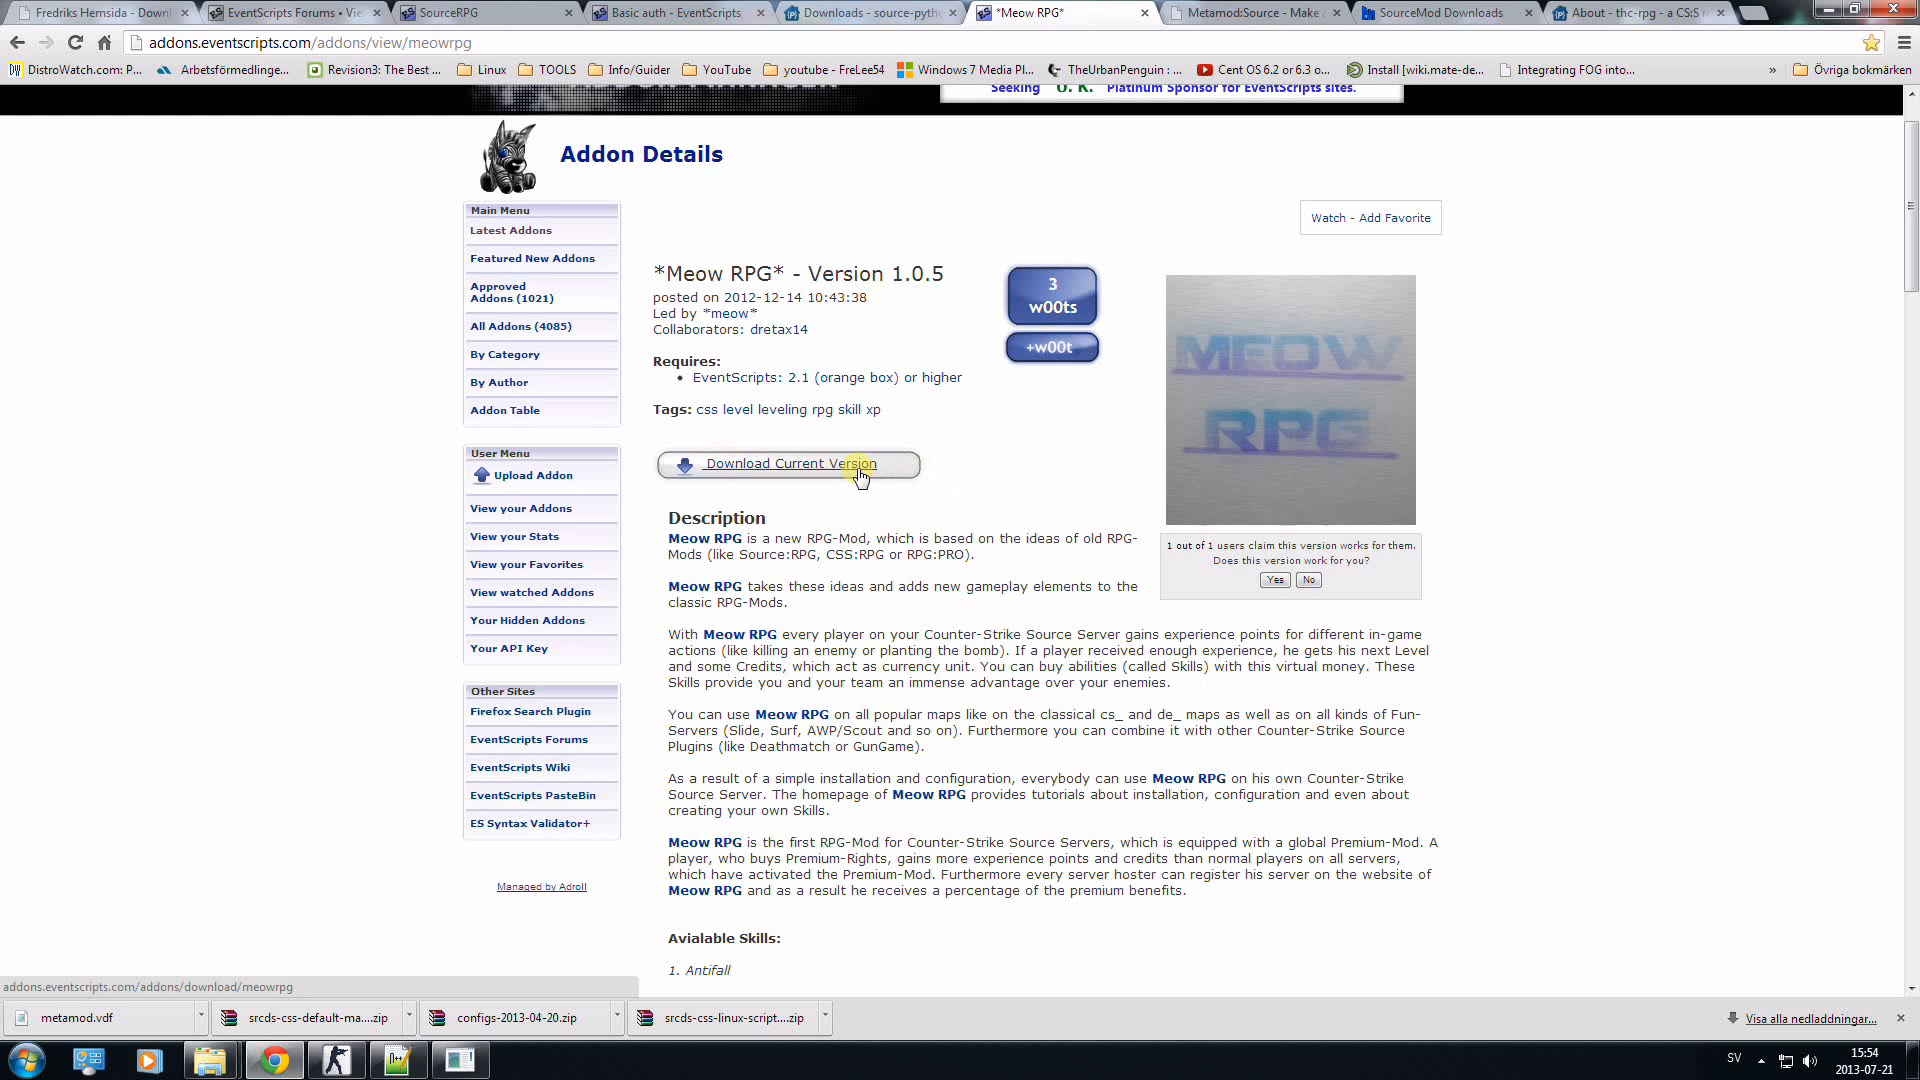 Fredriks Hemsida - Downl
EventScripts Forums • Vie
SourceRPG
Basic auth - EventScripts
Downloads - source-pyth
*Meow RPG*
Metamod:Source - Make a
SourceMod Downloads
About - thc-rpg - a CS:S r
addons.eventscripts.com/addons/view/meowrpg
DistroWatch.com: P...
Arbetsförmedlinge...
Revision3: The Best ...
Linux
TOOLS
Info/Guider
YouTube
youtube - FreLee54
Windows 7 Media Pl...
TheUrbanPenguin : ...
Cent OS 6.2 or 6.3 o...
Install [wiki.mate-de...
Integrating FOG into...
»
Övriga bokmärken
Seeking U. K. Platinum Sponsor for EventScripts sites.
Addon Details
Main Menu
Latest Addons
Featured New Addons
Approved
Addons (1021)
All Addons (4085)
By Category
By Author
Addon Table
User Menu
Upload Addon
View your Addons
View your Stats
View your Favorites
View watched Addons
Your Hidden Addons
Your API Key
Other Sites
Firefox Search Plugin
EventScripts Forums
EventScripts Wiki
EventScripts PasteBin
ES Syntax Validator+
Managed by Adroll
Watch - Add Favorite
*Meow RPG* - Version 1.0.5
posted on 2012-12-14 10:43:38
Led by *meow*
Collaborators: dretax14
3
w00ts
+w00t
Requires:
• EventScripts: 2.1 (orange box) or higher
Tags: css level leveling rpg skill xp
Download Current Version
MEOW
RPG
1 out of 1 users claim this version works for them.
Does this version work for you?
Yes No
Description
Meow RPG is a new RPG-Mod, which is based on the ideas of old RPG-
Mods (like Source:RPG, CSS:RPG or RPG:PRO).
Meow RPG takes these ideas and adds new gameplay elements to the
classic RPG-Mods.
With Meow RPG every player on your Counter-Strike Source Server gains experience points for different in-game
actions (like killing an enemy or planting the bomb). If a player received enough experience, he gets his next Level
and some Credits, which act as currency unit. You can buy abilities (called Skills) with this virtual money. These
Skills provide you and your team an immense advantage over your enemies.
You can use Meow RPG on all popular maps like on the classical cs_ and de_ maps as well as on all kinds of Fun-
Servers (Slide, Surf, AWP/Scout and so on). Furthermore you can combine it with other Counter-Strike Source
Plugins (like Deathmatch or GunGame).
As a result of a simple installation and configuration, everybody can use Meow RPG on his own Counter-Strike
Source Server. The homepage of Meow RPG provides tutorials about installation, configuration and even about
creating your own Skills.
Meow RPG is the first RPG-Mod for Counter-Strike Source Servers, which is equipped with a global Premium-Mod. A
player, who buys Premium-Rights, gains more experience points and credits than normal players on all servers,
which have activated the Premium-Mod. Furthermore every server hoster can register his server on the website of
Meow RPG and as a result he receives a percentage of the premium benefits.
Avialable Skills:
1. Antifall
addons.eventscripts.com/addons/download/meowrpg
metamod.vdf
srcds-css-default-ma....zip
configs-2013-04-20.zip
srcds-css-linux-script....zip
Visa alla nedladdningar...
SV
15:54
2013-07-21